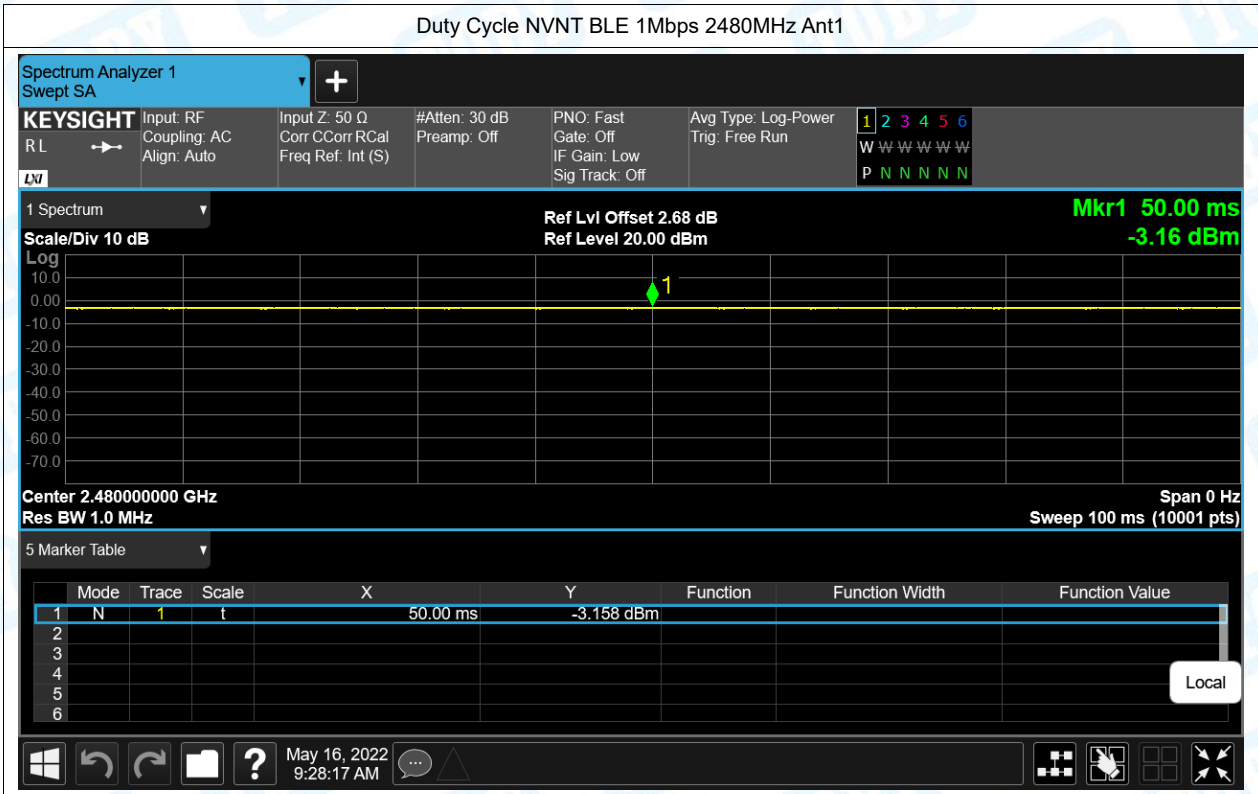 Duty Cycle NVNT BLE 1Mbps 2480MHz Ant1
Spectrum Analyzer 1
Swept SA
KEYSIGHT
RL
LXI
Input: RF
Coupling: AC
Align: Auto
Input Z: 50 Ω
Corr CCorr RCal
Freq Ref: Int (S)
#Atten: 30 dB
Preamp: Off
PNO: Fast
Gate: Off
IF Gain: Low
Sig Track: Off
Avg Type: Log-Power
Trig: Free Run
1 2 3 4 5 6
W W W W W W
P N N N N N
1 Spectrum
Scale/Div 10 dB
Ref Lvl Offset 2.68 dB
Ref Level 20.00 dBm
Mkr1 50.00 ms
-3.16 dBm
Log
10.0
0.00
-10.0
-20.0
-30.0
-40.0
-50.0
-60.0
-70.0
1
Center 2.480000000 GHz
Res BW 1.0 MHz
Span 0 Hz
Sweep 100 ms (10001 pts)
5 Marker Table
Mode Trace Scale X Y Function Function Width Function Value
1 N 1 t 50.00 ms -3.158 dBm
2
3
4
5
6
Local
? May 16, 2022
9:28:17 AM